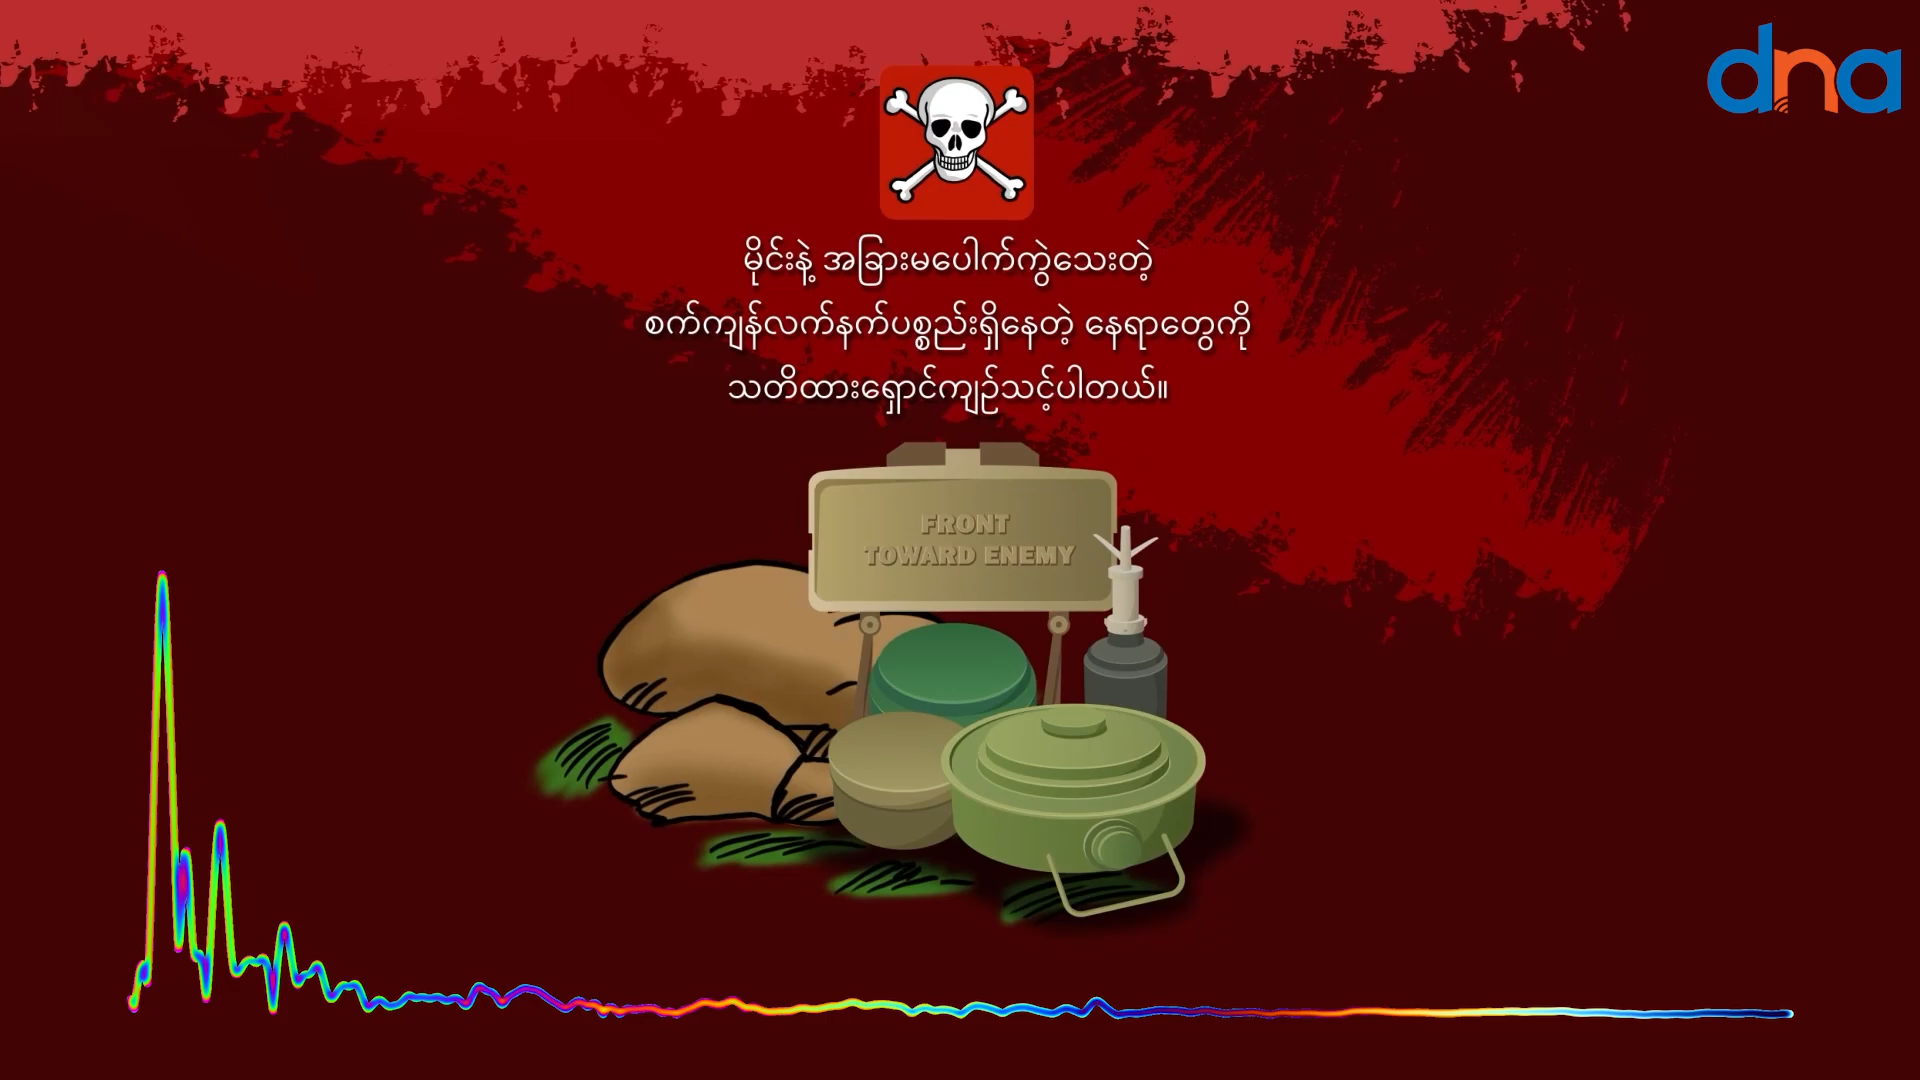 dna
မိုင်းနဲ့ အခြားမပေါက်ကွဲသေးတဲ့
စက်ကျန်လက်နက်ပစ္စည်းရှိနေတဲ့ နေရာတွေကို
သတိထားရှောင်ကျဉ်သင့်ပါတယ်။
FRONT
TOWARD ENEMY